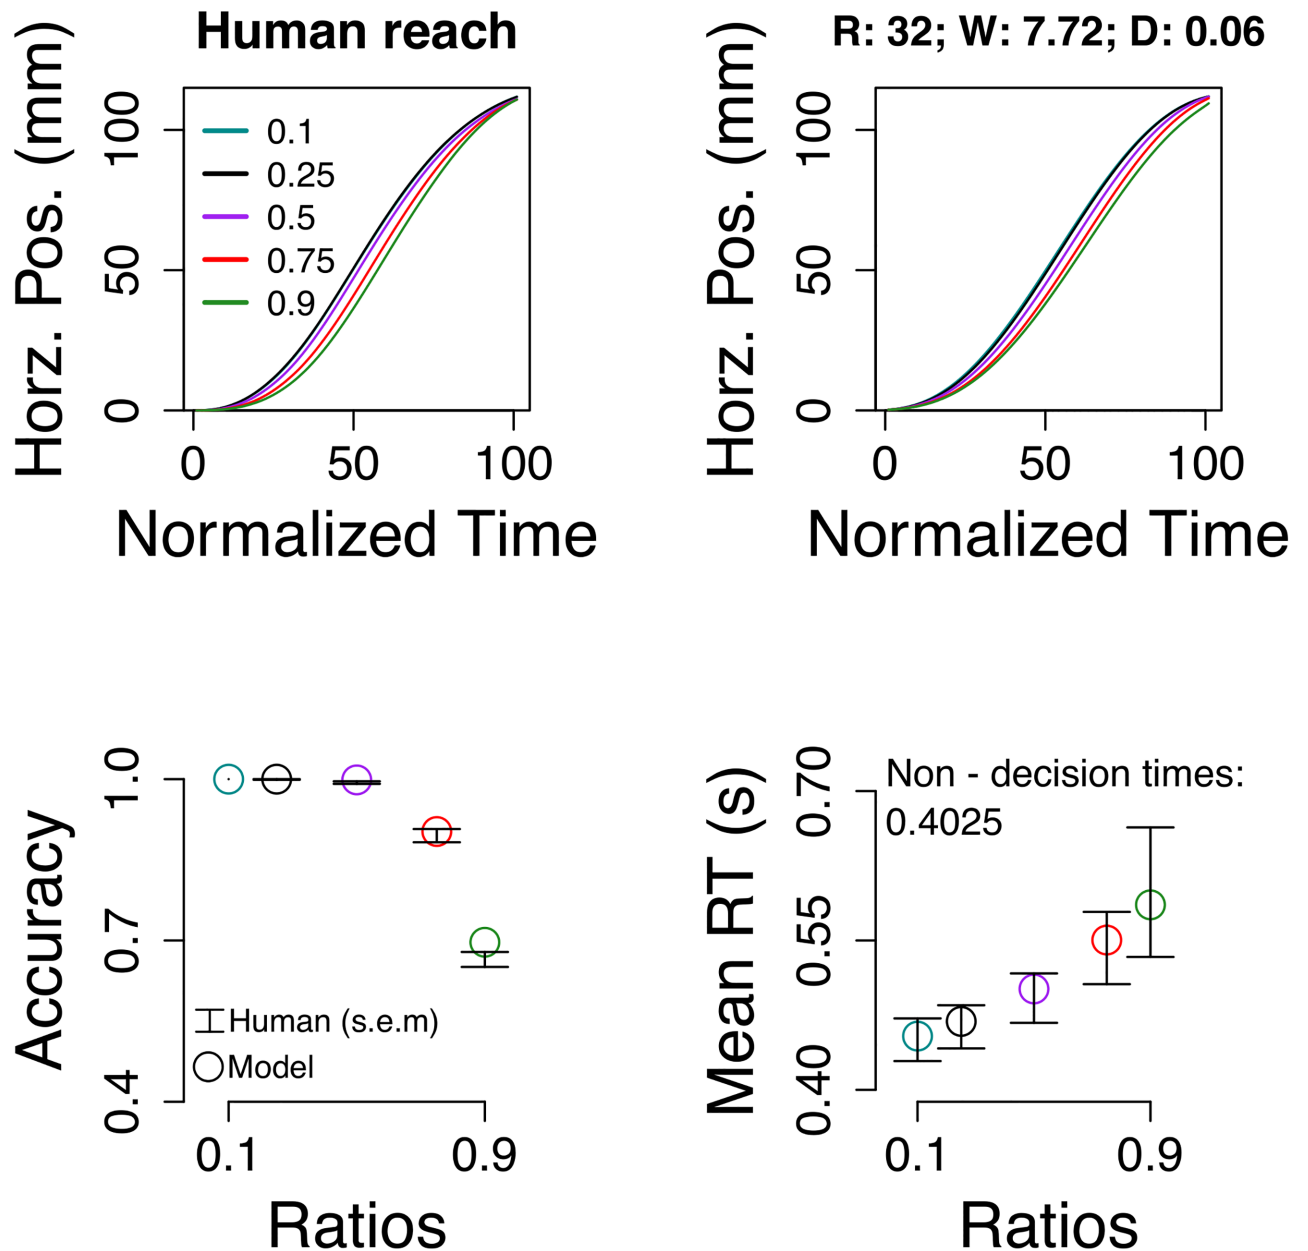 Human reach
Horz. Pos. (mm)
100
50
0
0.1
0.25
0.5
0.75
0.9
0 50 100
Normalized Time
R: 32; W: 7.72; D: 0.06
Horz. Pos. (mm)
100
50
0
0 50 100
Normalized Time
Accuracy
1.0
0.7
0.4
Human (s.e.m)
Model
0.1 0.9
Ratios
Mean RT (s)
0.70
0.55
0.40
Non - decision times:
0.4025
0.1 0.9
Ratios